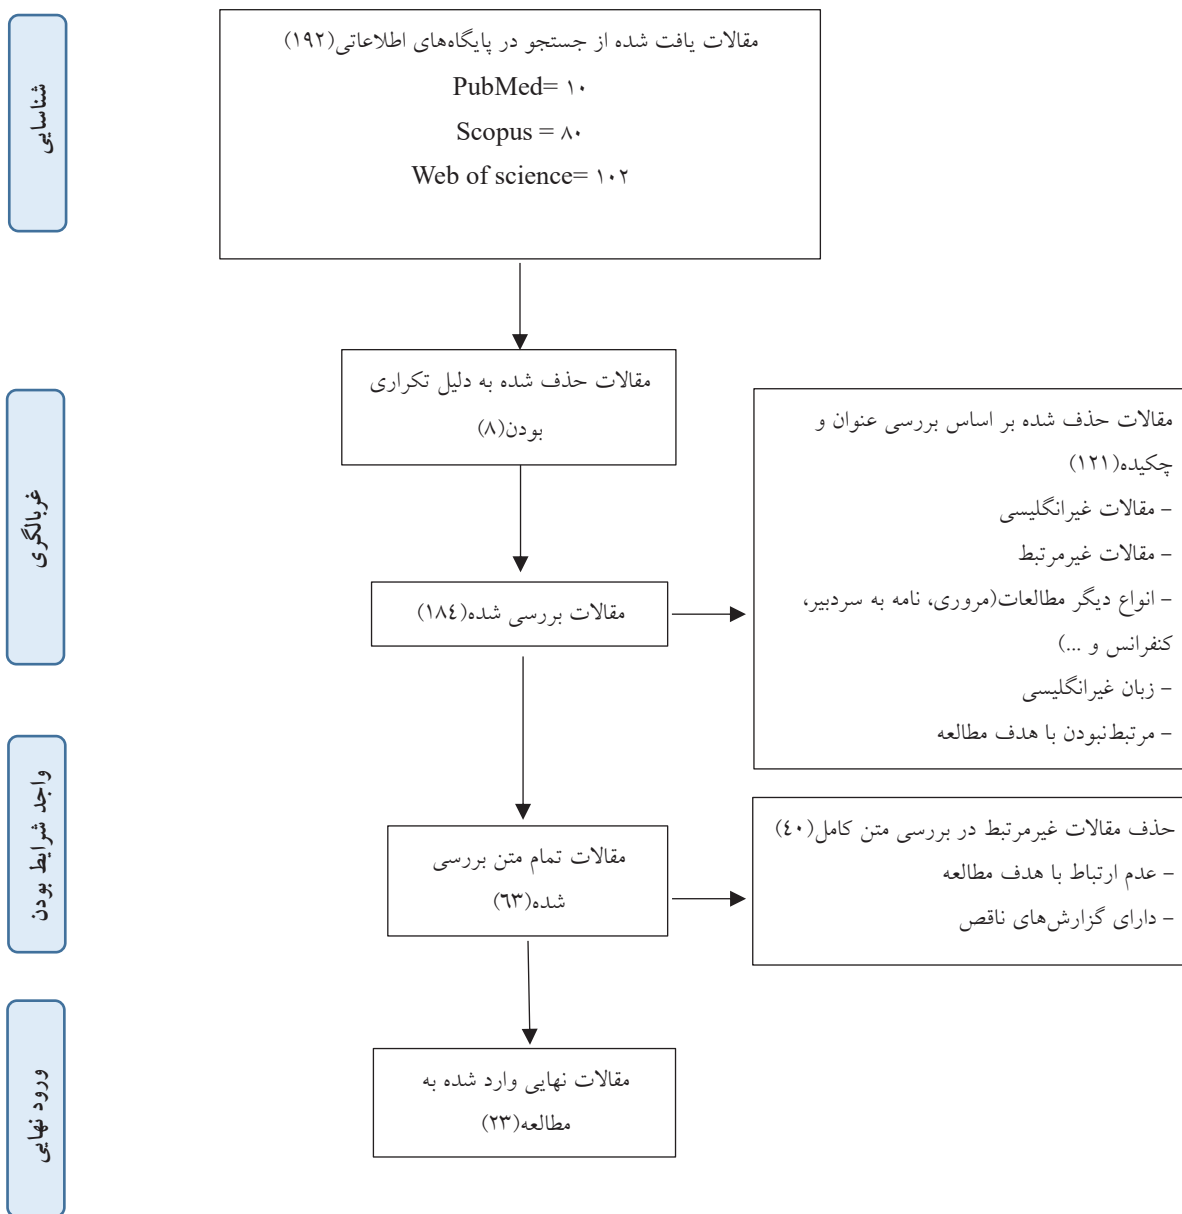 شناسایی
مقالات یافت شده از جستجو در پایگاه‌های اطلاعاتی(۱۹۲)
PubMed= ۱۰
Scopus = ۸۰
Web of science= ۱۰۲
غربالگری
مقالات حذف شده به دلیل تکراری
بودن(۸)
مقالات بررسی شده(۱۸٤)
مقالات حذف شده بر اساس بررسی عنوان و
چکیده(۱۲۱)
- مقالات غیرانگلیسی
- مقالات غیرمرتبط
- انواع دیگر مطالعات(مروری، نامه به سردبیر،
کنفرانس و ...)
- زبان غیرانگلیسی
- مرتبط‌نبودن با هدف مطالعه
واجد شرایط بودن
مقالات تمام متن بررسی
شده(٦۳)
حذف مقالات غیرمرتبط در بررسی متن کامل(٤۰)
- عدم ارتباط با هدف مطالعه
- دارای گزارش‌های ناقص
ورود نهایی
مقالات نهایی وارد شده به
مطالعه(۲۳)